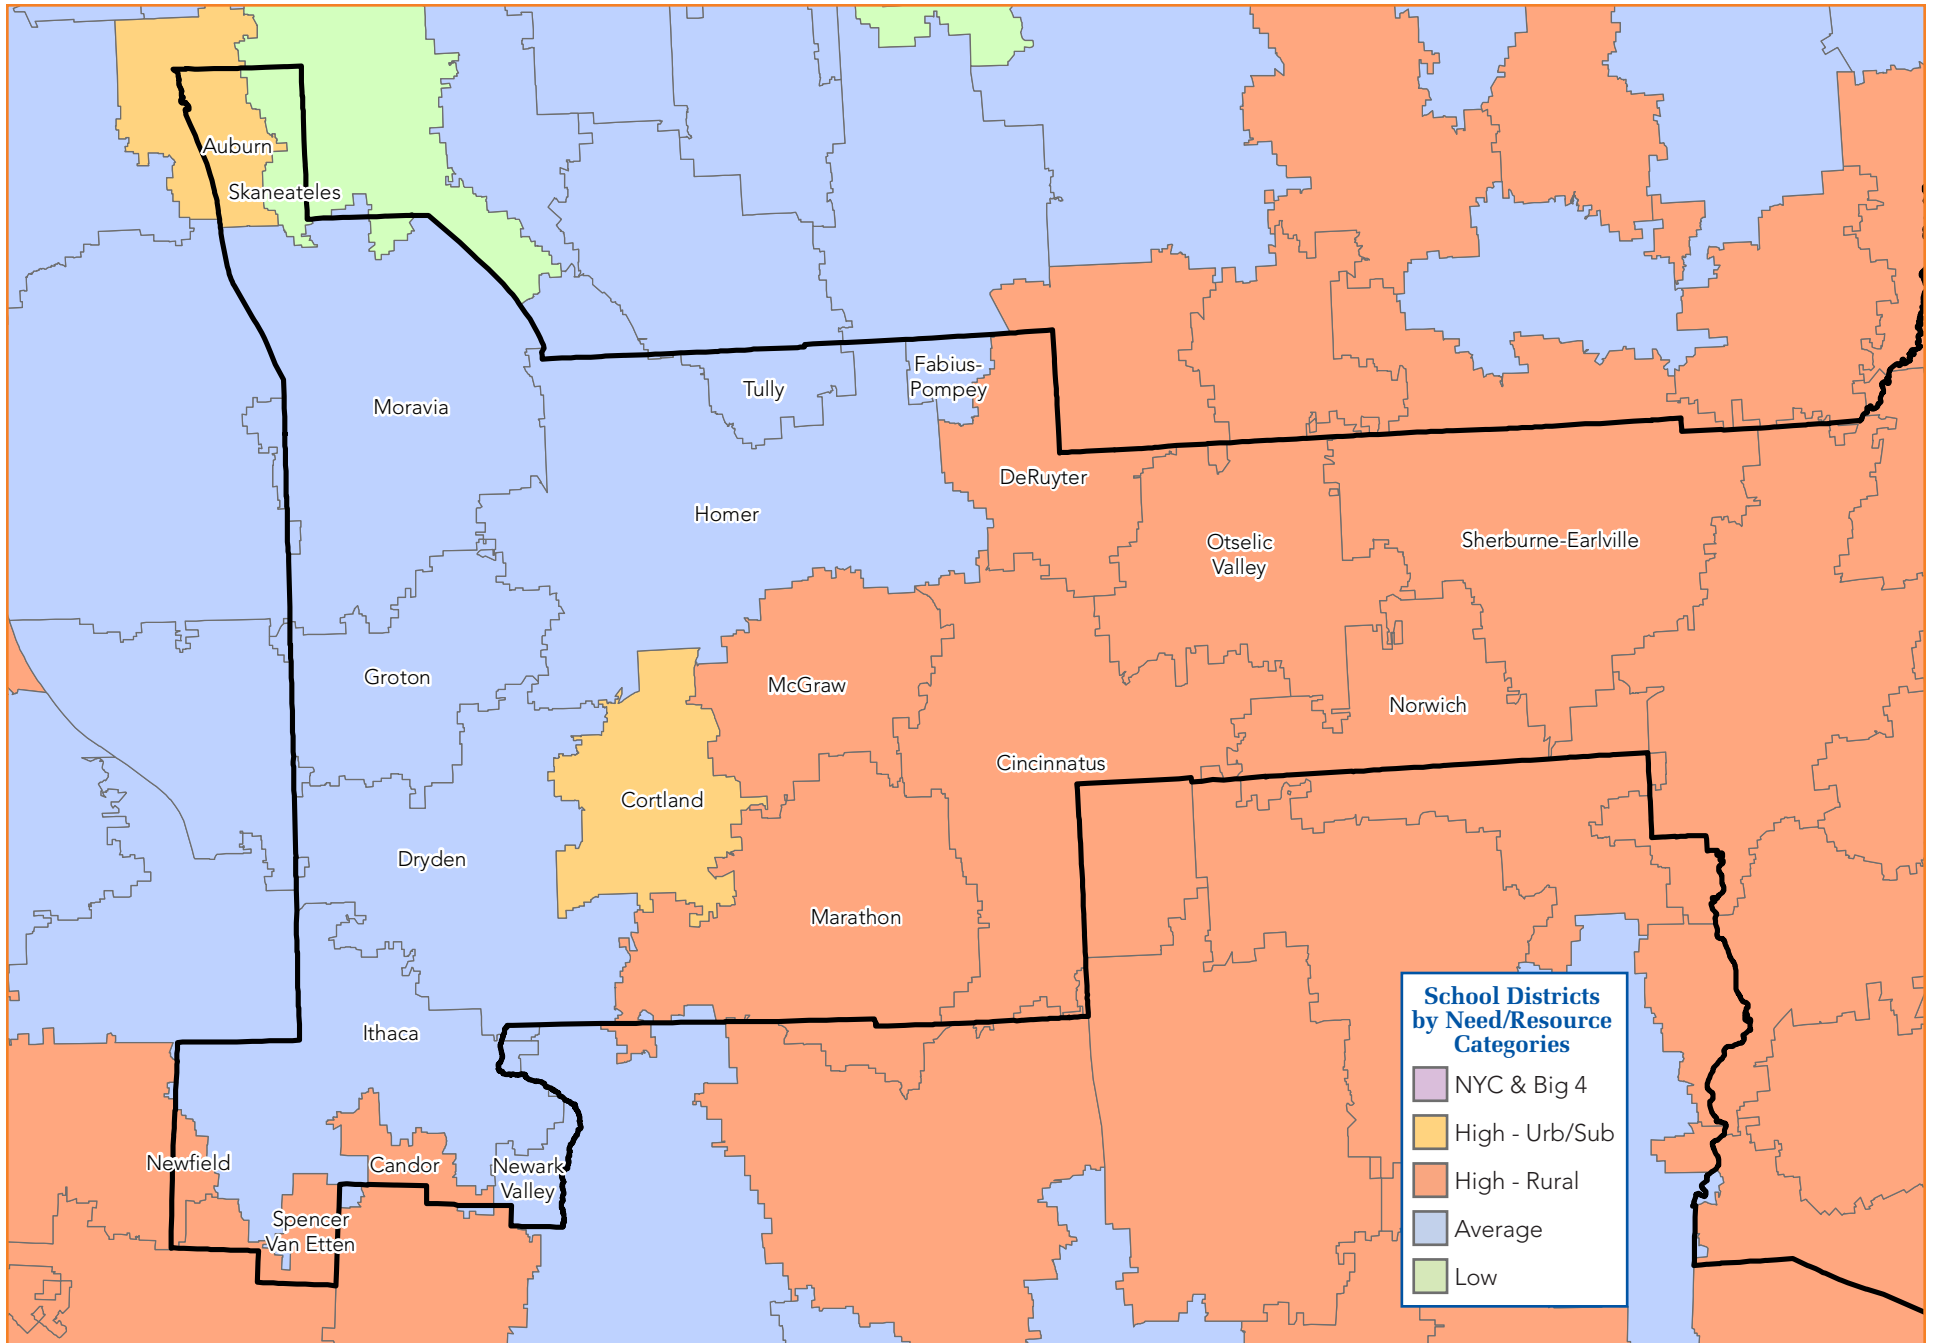 Auburn
Skaneateles
Fabius-
Pompey
Tully
Moravia
DeRuyter
Homer
Otselic
Valley
Sherburne-Earlville
Groton
McGraw
Norwich
Cincinnatus
Cortland
Dryden
Marathon
Ithaca
Newfield
Candor
Newark
Valley
Spencer
Van Etten
School Districts
by Need/Resource
Categories
NYC & Big 4
High - Urb/Sub
High - Rural
Average
Low